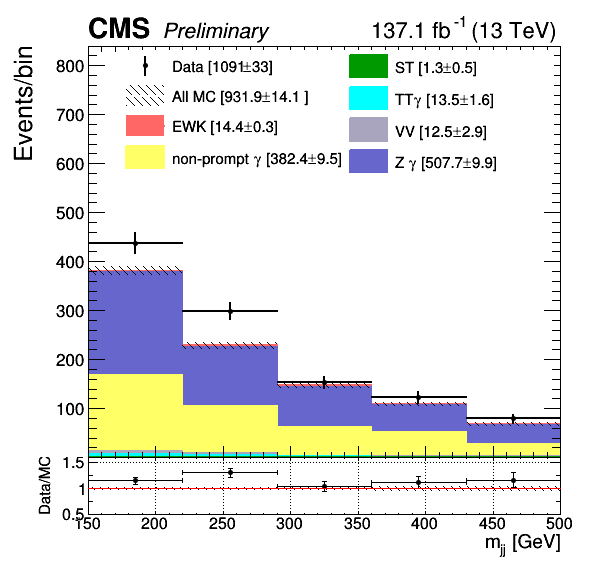 CMS Preliminary 137.1 fb⁻¹ (13 TeV)
Events/bin
Data [1091±33]
All MC [931.9±14.1 ]
EWK [14.4±0.3]
non-prompt γ [382.4±9.5]
ST [1.3±0.5]
TTγ [13.5±1.6]
VV [12.5±2.9]
Z γ [507.7±9.9]
800
700
600
500
400
300
200
100
Data/MC
1.5
1
0.5
150 200 250 300 350 400 450 500
m_jj [GeV]